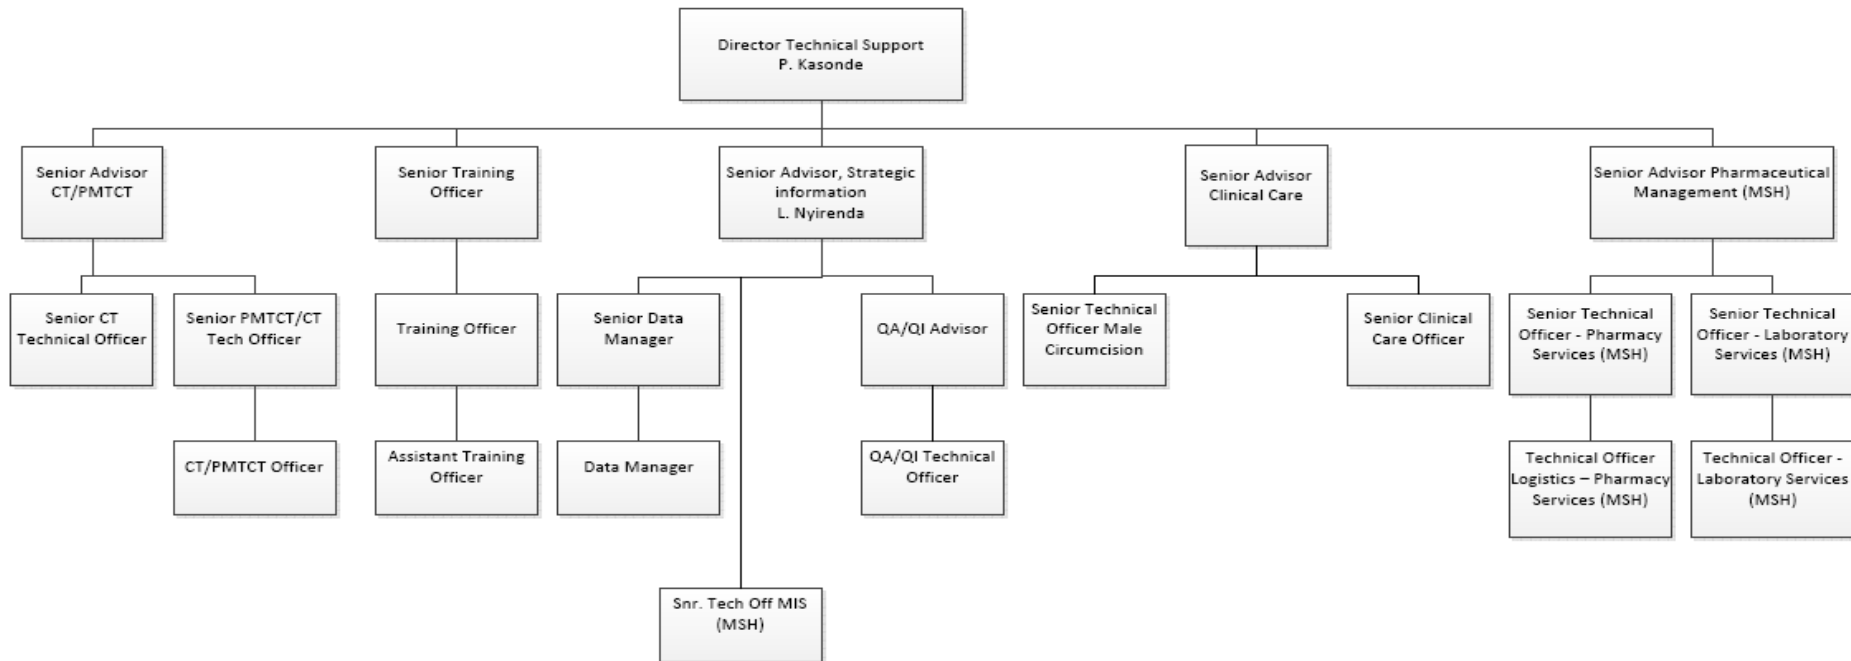 Director Technical Support
P. Kasonde
Senior Advisor
CT/PMTCT
Senior Training
Officer
Senior Advisor, Strategic
information
L. Nyirenda
Senior Advisor
Clinical Care
Senior Advisor Pharmaceutical
Management (MSH)
Senior CT
Technical Officer
Senior PMTCT/CT
Tech Officer
Training Officer
Senior Data
Manager
QA/QI Advisor
Senior Technical
Officer Male
Circumcision
Senior Clinical
Care Officer
Senior Technical
Officer - Pharmacy
Services (MSH)
Senior Technical
Officer - Laboratory
Services (MSH)
CT/PMTCT Officer
Assistant Training
Officer
Data Manager
QA/QI Technical
Officer
Technical Officer
Logistics – Pharmacy
Services (MSH)
Technical Officer -
Laboratory Services
(MSH)
Snr. Tech Off MIS
(MSH)